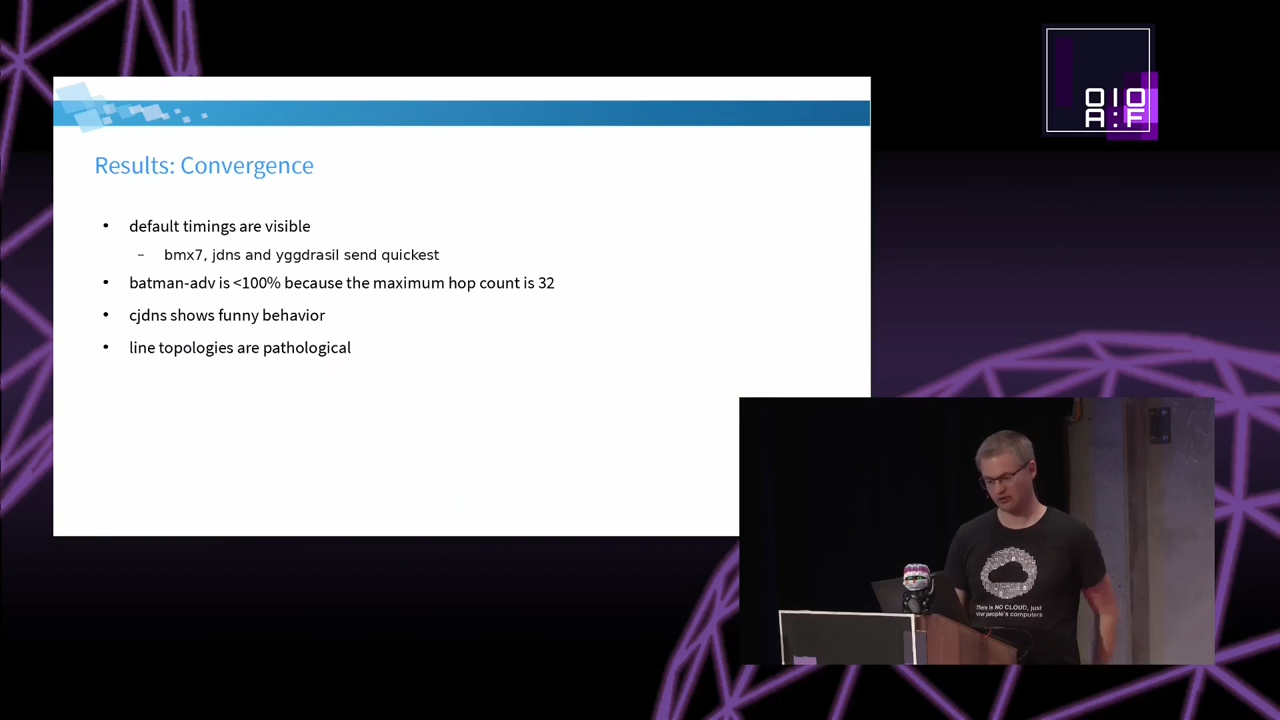 OIO
A:F
Results: Convergence
• default timings are visible
– bmx7, jdns and yggdrasil send quickest
• batman-adv is <100% because the maximum hop count is 32
• cjdns shows funny behavior
• line topologies are pathological
There is NO CLOUD, just
other people's computers